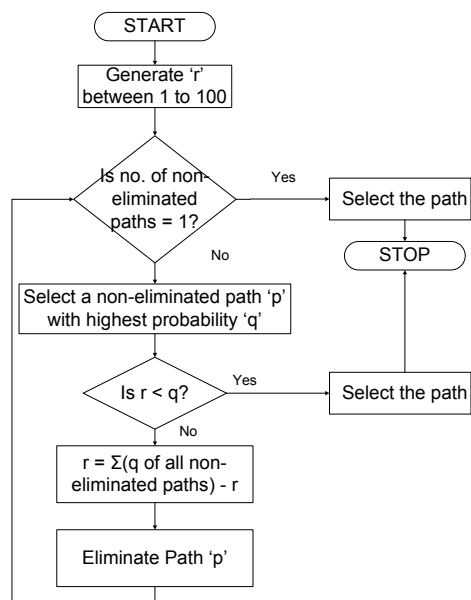 START
Generate ‘r’
between 1 to 100
Is no. of non-
eliminated
paths = 1?
Yes
Select the path
STOP
No
Select a non-eliminated path ‘p’
with highest probability ‘q’
Is r < q?
Yes
Select the path
No
r = Σ(q of all non-
eliminated paths) - r
Eliminate Path ‘p’